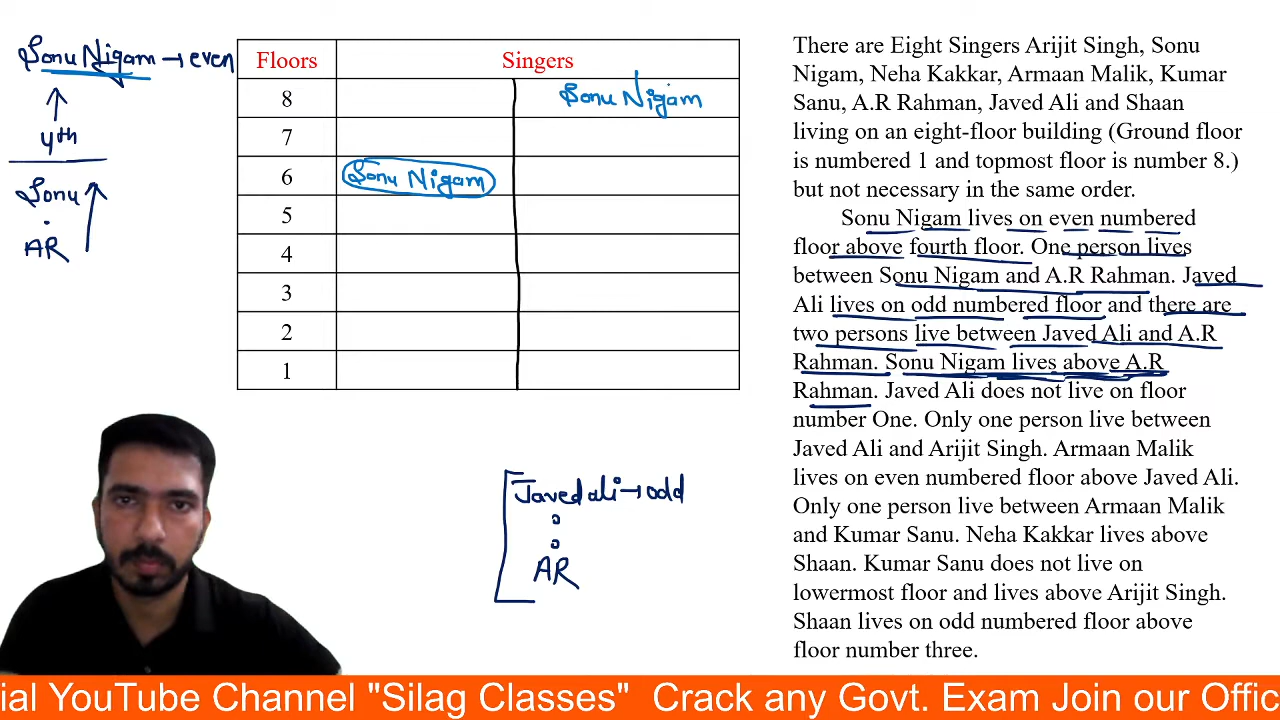 Sonu Nigam → even
↑
4th
Sonu
AR
Floors Singers
8 Sonu Nigam
7
6 Sonu Nigam
5
4
3
2
1
Javed ali → odd
AR
There are Eight Singers Arijit Singh, Sonu
Nigam, Neha Kakkar, Armaan Malik, Kumar
Sanu, A.R Rahman, Javed Ali and Shaan
living on an eight-floor building (Ground floor
is numbered 1 and topmost floor is number 8.)
but not necessary in the same order.
Sonu Nigam lives on even numbered
floor above fourth floor. One person lives
between Sonu Nigam and A.R Rahman. Javed
Ali lives on odd numbered floor and there are
two persons live between Javed Ali and A.R
Rahman. Sonu Nigam lives above A.R
Rahman. Javed Ali does not live on floor
number One. Only one person live between
Javed Ali and Arijit Singh. Armaan Malik
lives on even numbered floor above Javed Ali.
Only one person live between Armaan Malik
and Kumar Sanu. Neha Kakkar lives above
Shaan. Kumar Sanu does not live on
lowermost floor and lives above Arijit Singh.
Shaan lives on odd numbered floor above
floor number three.
ial YouTube Channel "Silag Classes" Crack any Govt. Exam Join our Offic